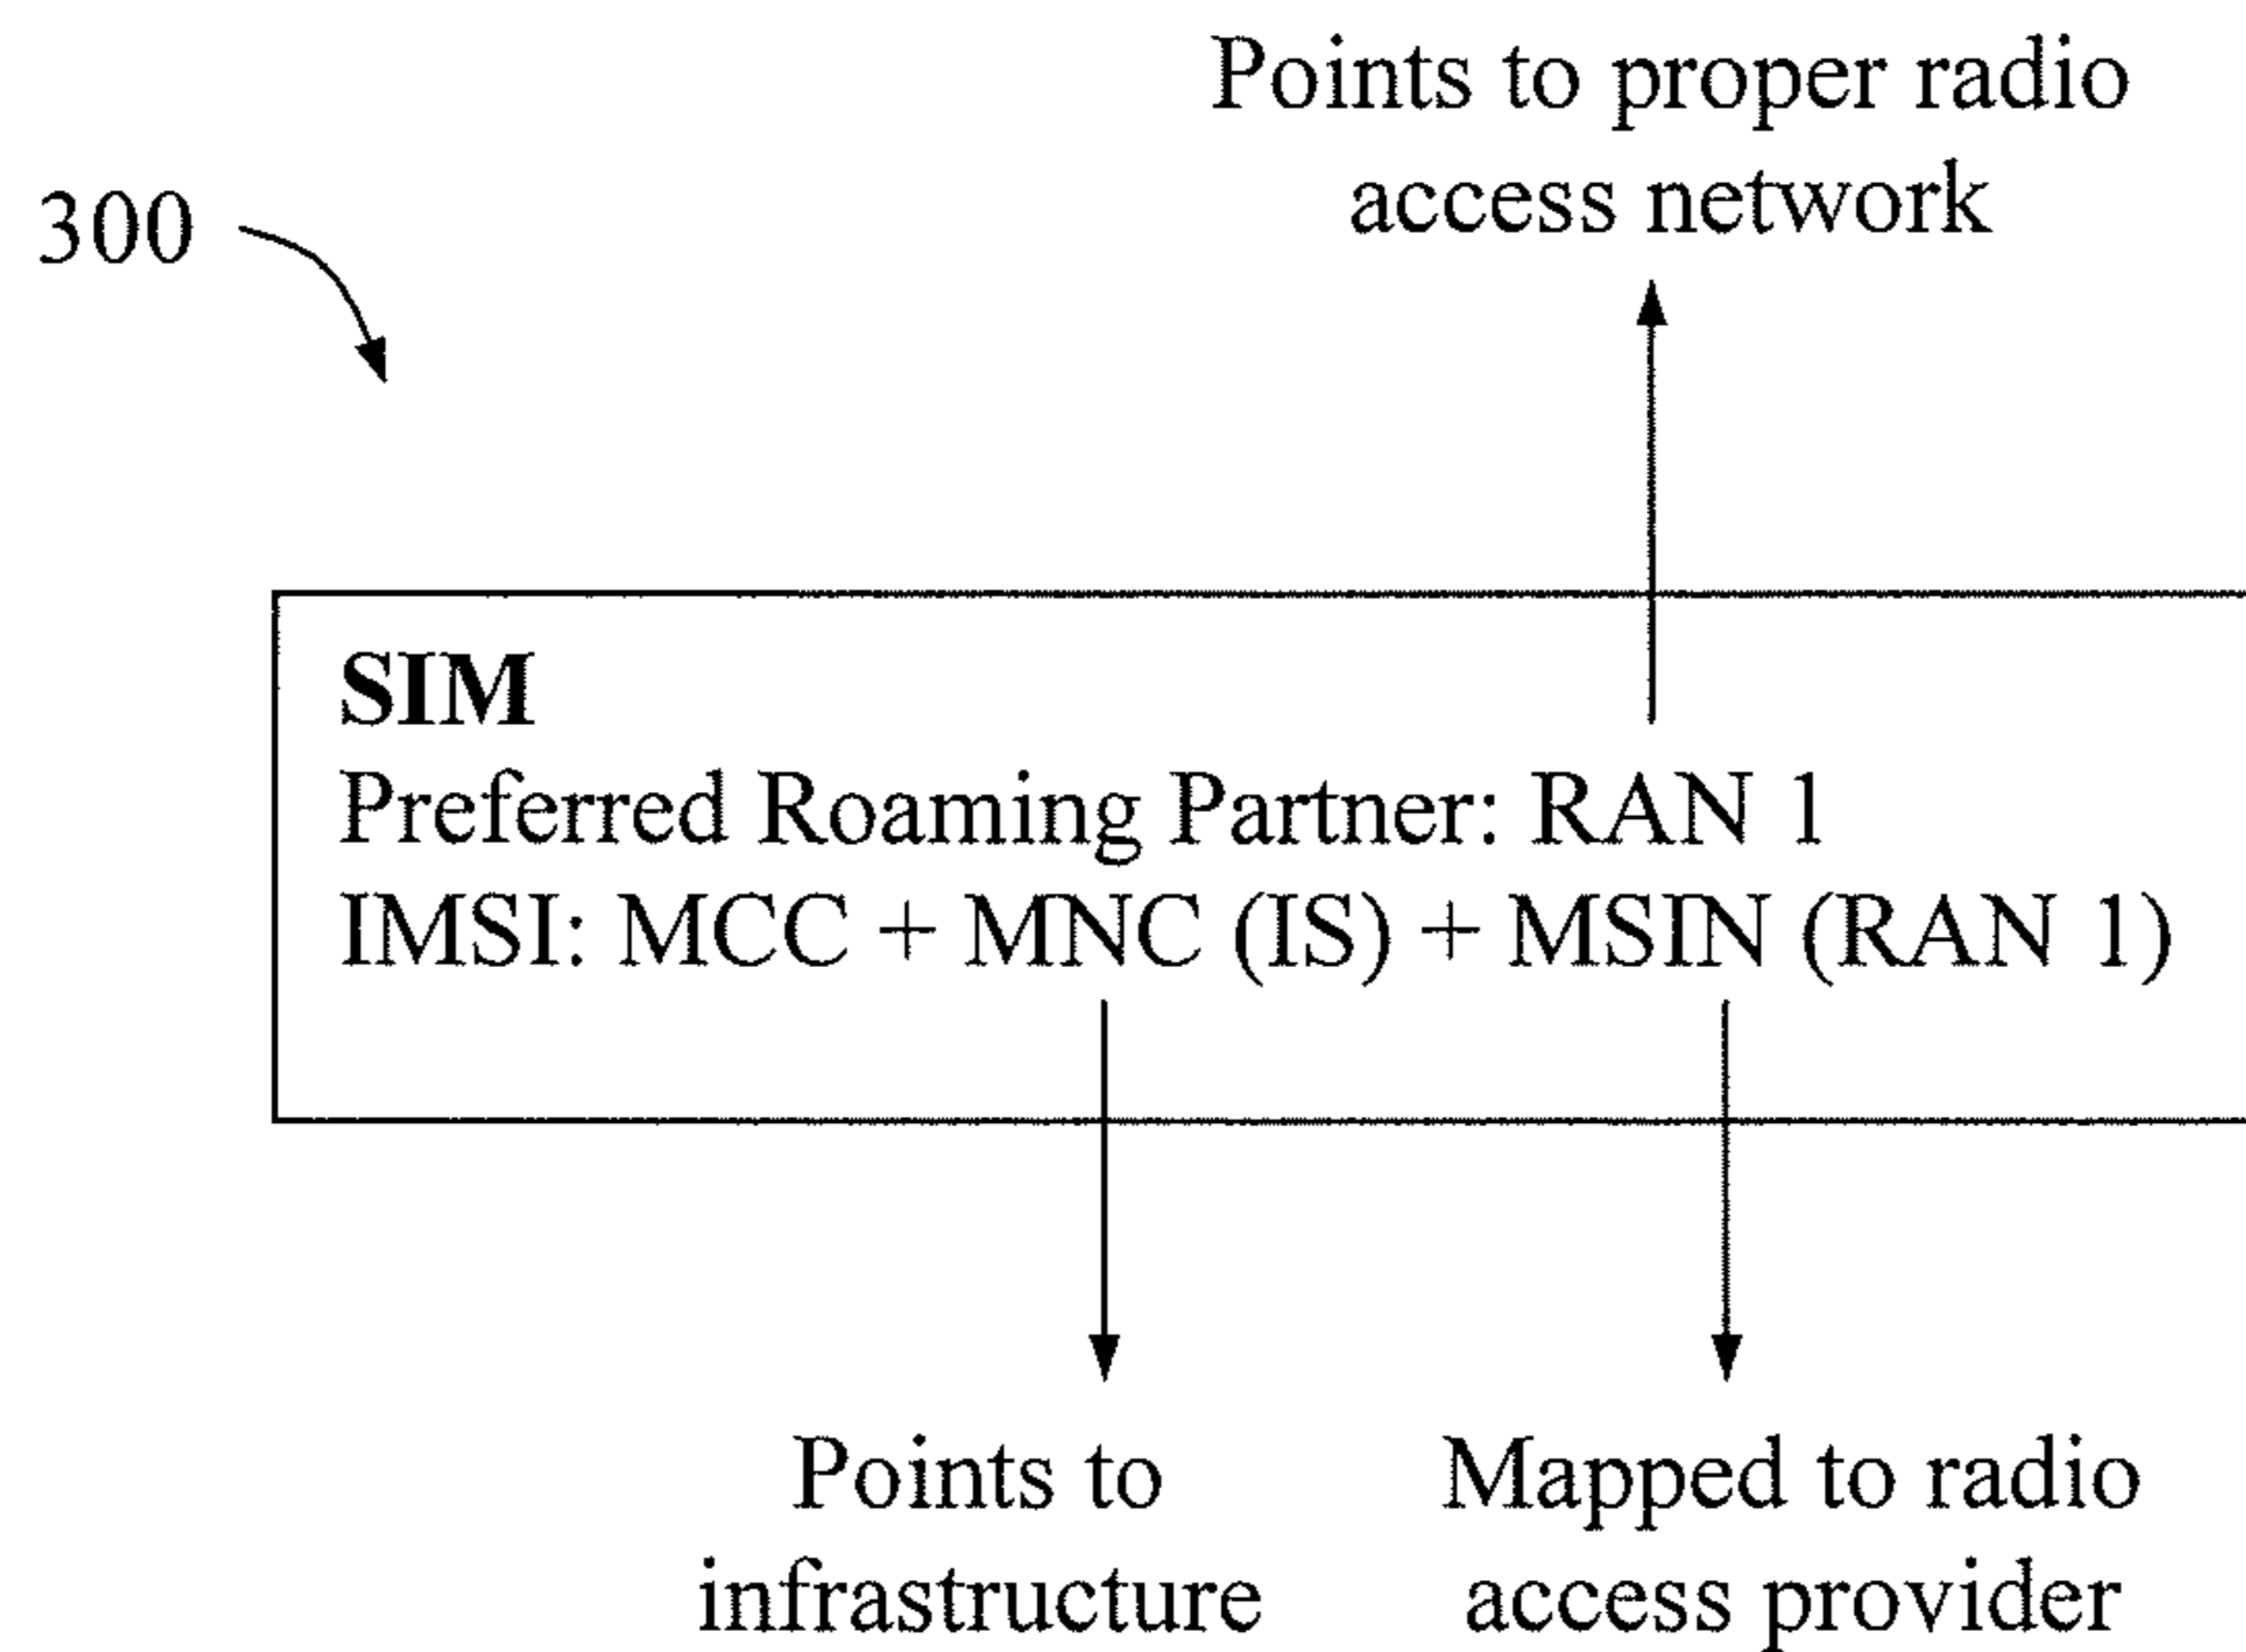 Points to proper radio
access network
300
SIM
Preferred Roaming Partner: RAN 1
IMSI: MCC + MNC (IS) + MSIN (RAN 1)
Points to
infrastructure
Mapped to radio
access provider